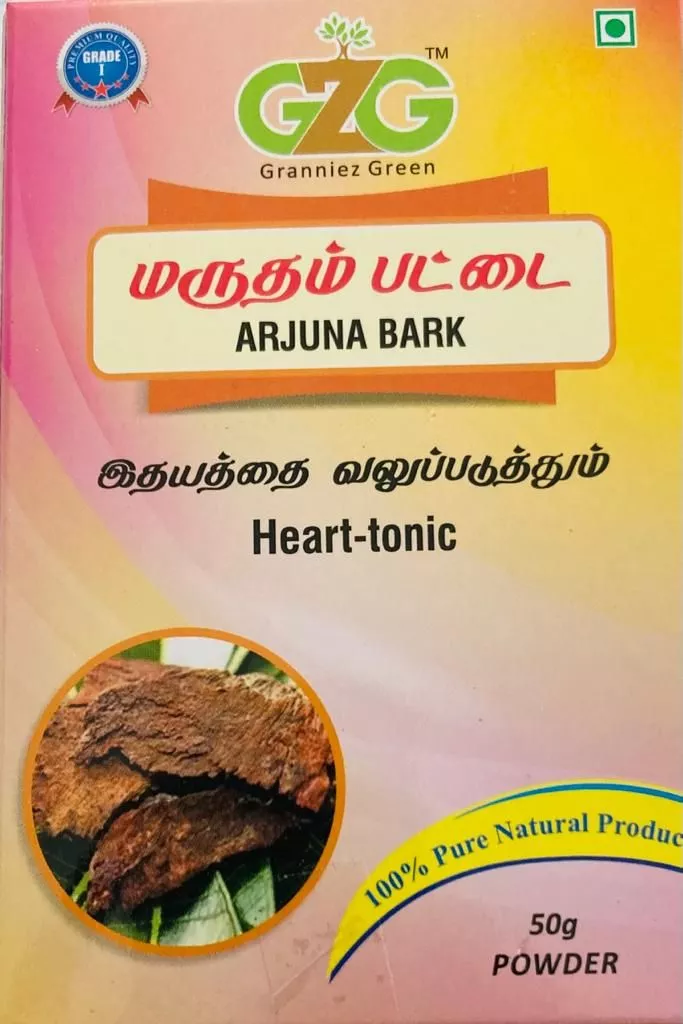 PREMIUM QUALITY
GRADE
I
GZG TM
Granniez Green
மருதம் பட்டை
ARJUNA BARK
இதயத்தை வலுப்படுத்தும்
Heart-tonic
100% Pure Natural Produc
50g
POWDER